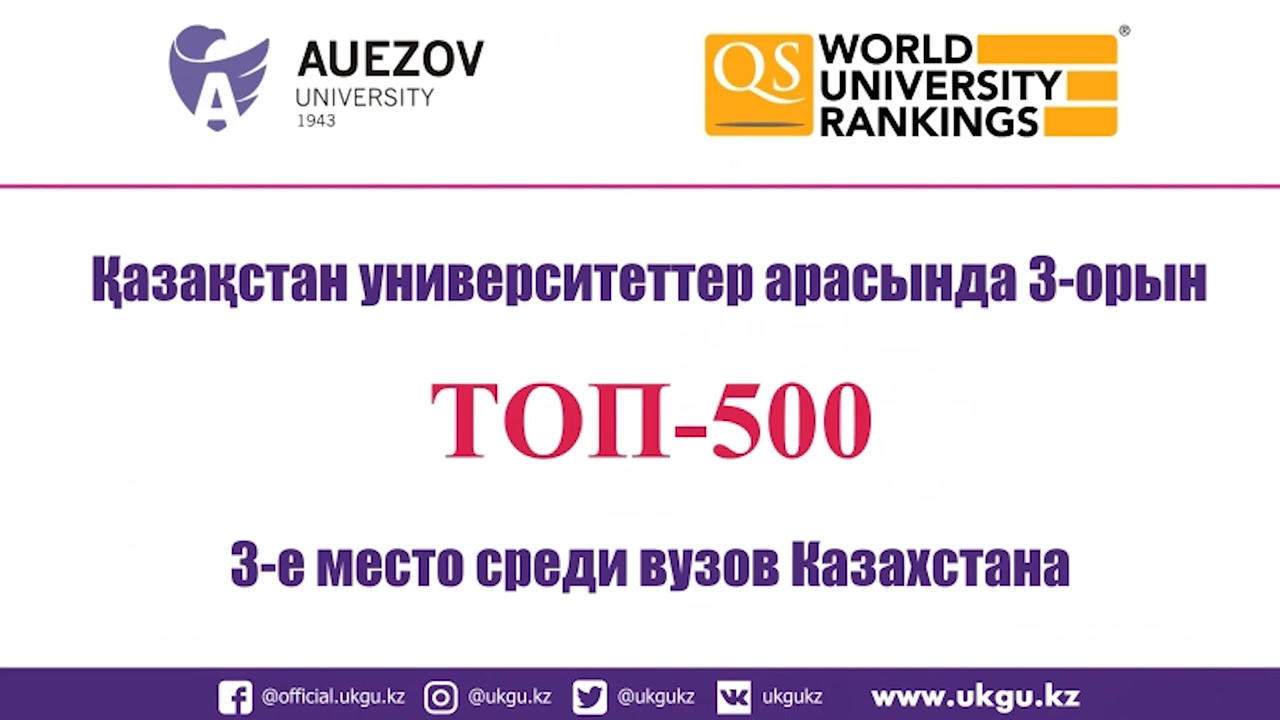 AUEZOV
UNIVERSITY
1943
QS
WORLD
UNIVERSITY
RANKINGS
®
Қазақстан университеттер арасында 3-орын
ТОП-500
3-е место среди вузов Казахстана
@official.ukgu.kz @ukgu.kz @ukgukz ukgukz www.ukgu.kz